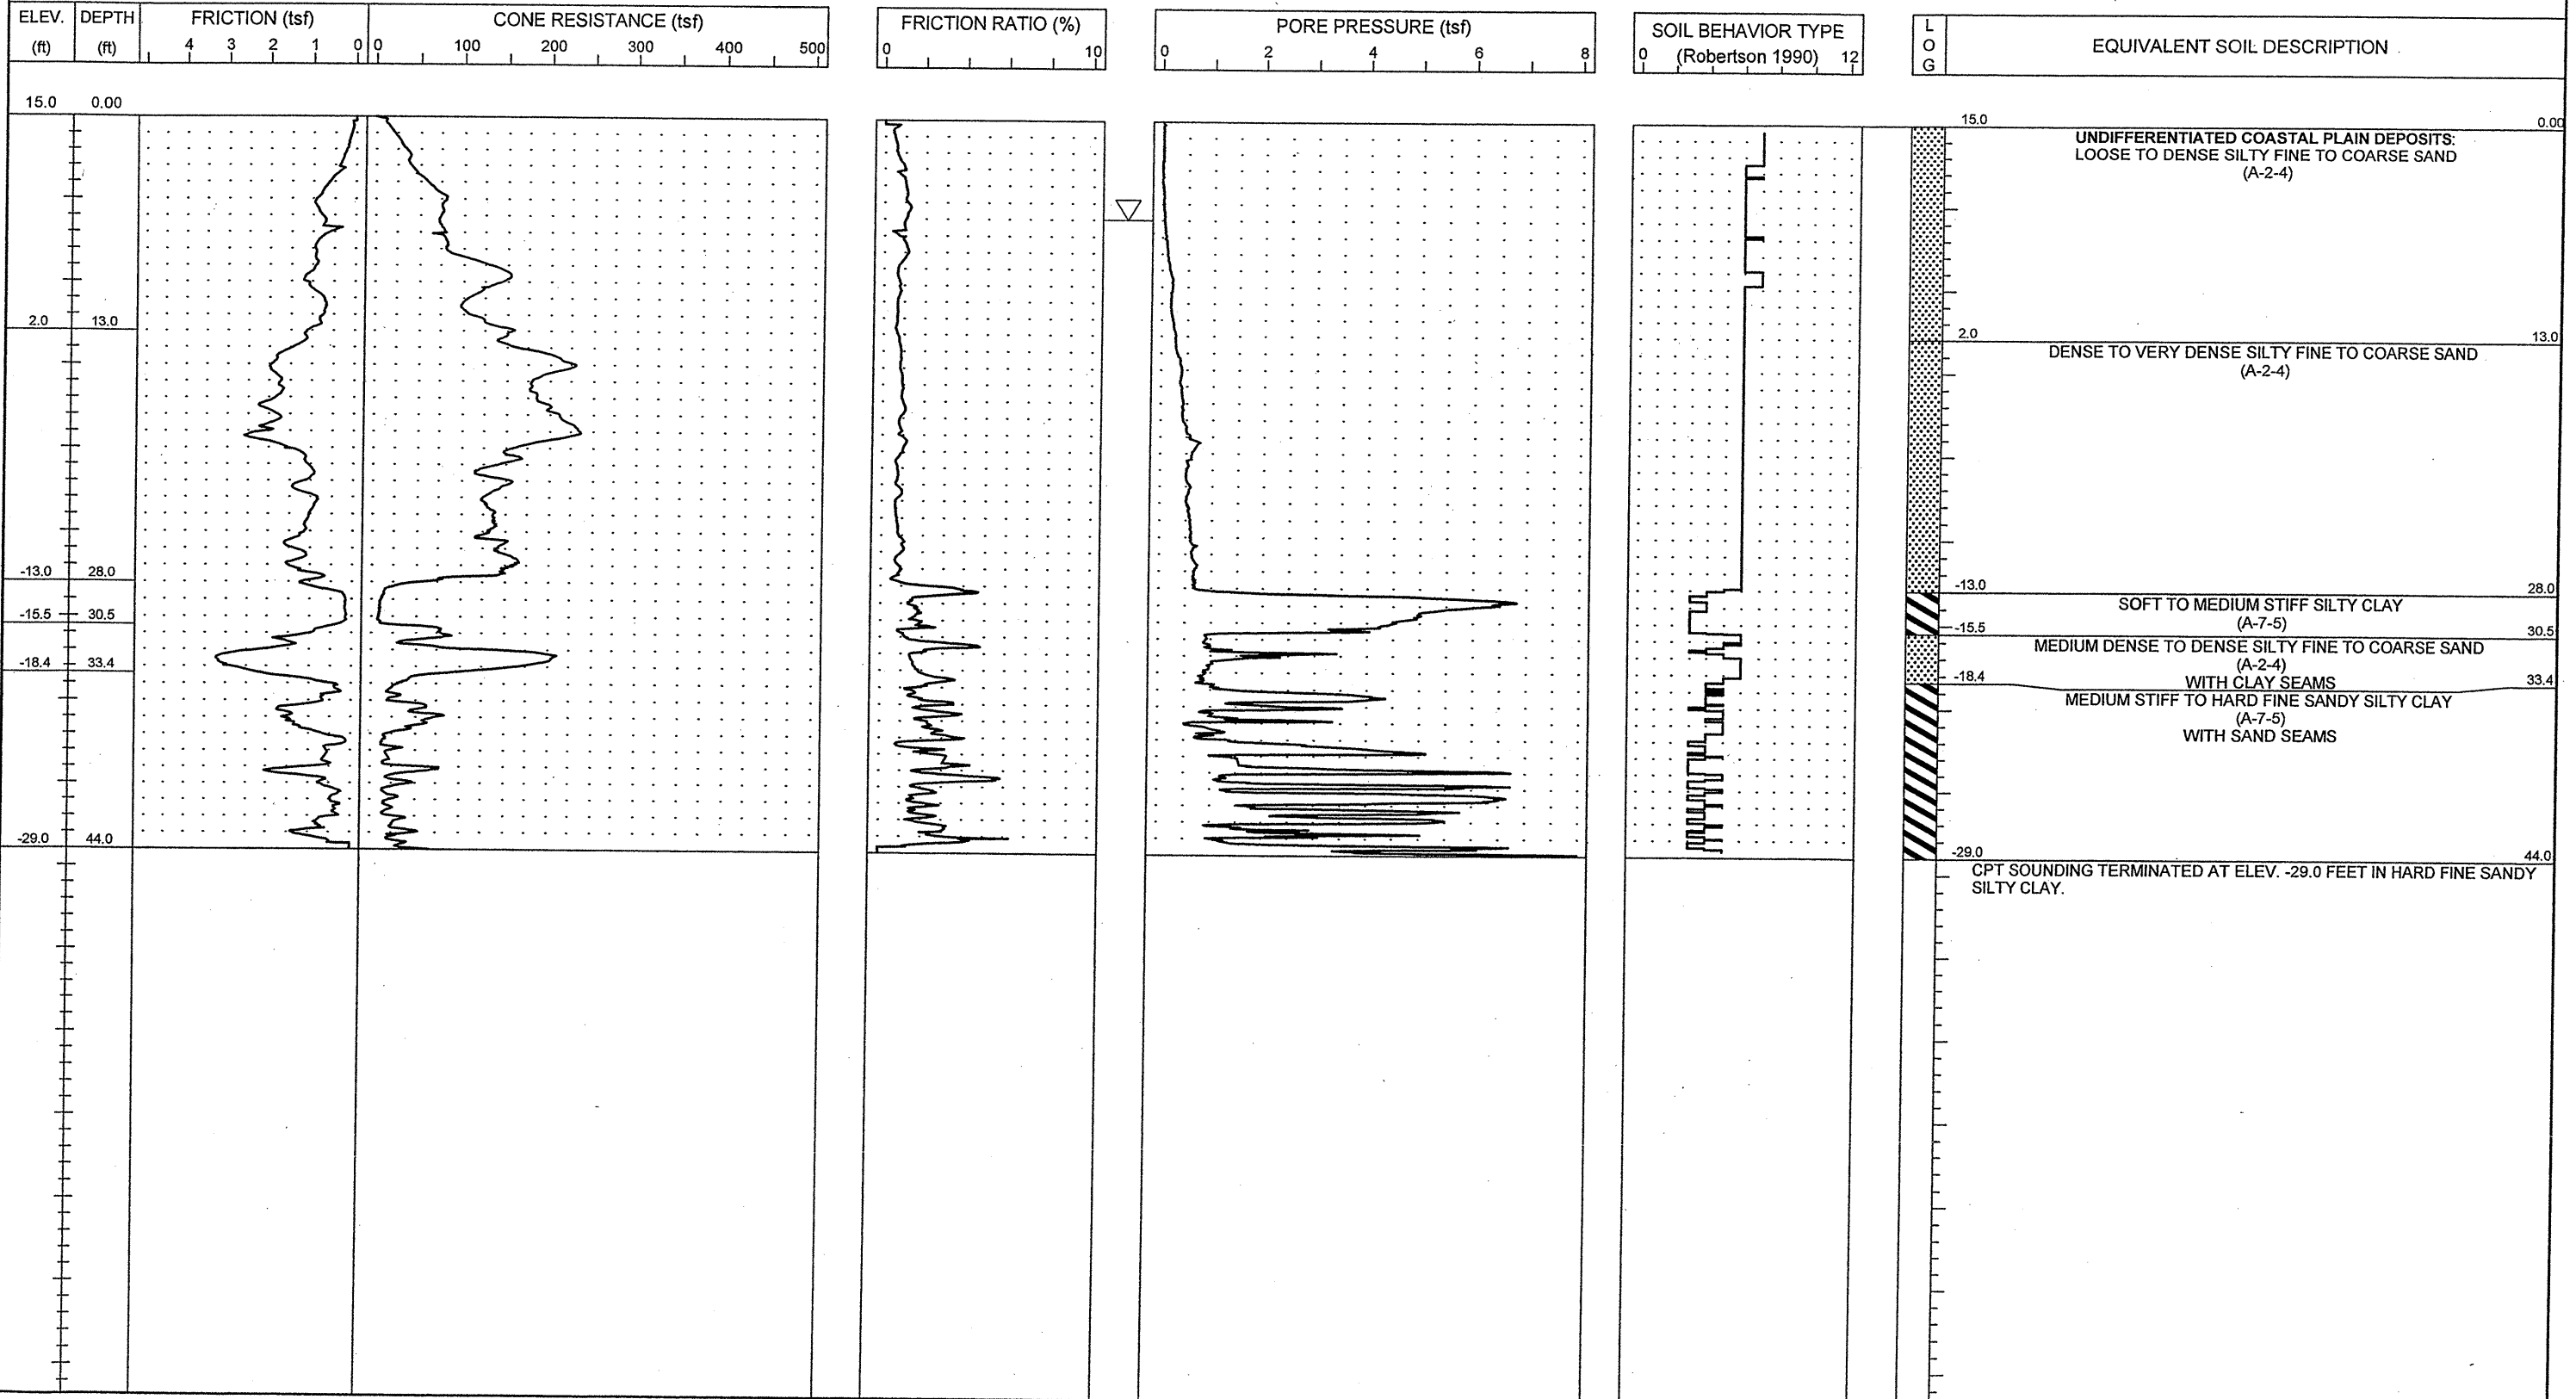 ELEV. DEPTH FRICTION (tsf) CONE RESISTANCE (tsf) FRICTION RATIO (%) PORE PRESSURE (tsf) SOIL BEHAVIOR TYPE L O G EQUIVALENT SOIL DESCRIPTION
(ft) (ft) 4 3 2 1 0 0 100 200 300 400 500 0 10 0 2 4 6 8 0 (Robertson 1990) 12
15.0 0.00
15.0 0.00
UNDIFFERENTIATED COASTAL PLAIN DEPOSITS:
LOOSE TO DENSE SILTY FINE TO COARSE SAND
(A-2-4)
2.0 13.0
2.0 13.0
DENSE TO VERY DENSE SILTY FINE TO COARSE SAND
(A-2-4)
-13.0 28.0
-13.0 28.0
SOFT TO MEDIUM STIFF SILTY CLAY
(A-7-5)
-15.5 30.5
-15.5 30.5
MEDIUM DENSE TO DENSE SILTY FINE TO COARSE SAND
(A-2-4)
WITH CLAY SEAMS
-18.4 33.4
-18.4 33.4
MEDIUM STIFF TO HARD FINE SANDY SILTY CLAY
(A-7-5)
WITH SAND SEAMS
-29.0 44.0
-29.0 44.0
CPT SOUNDING TERMINATED AT ELEV. -29.0 FEET IN HARD FINE SANDY
SILTY CLAY.